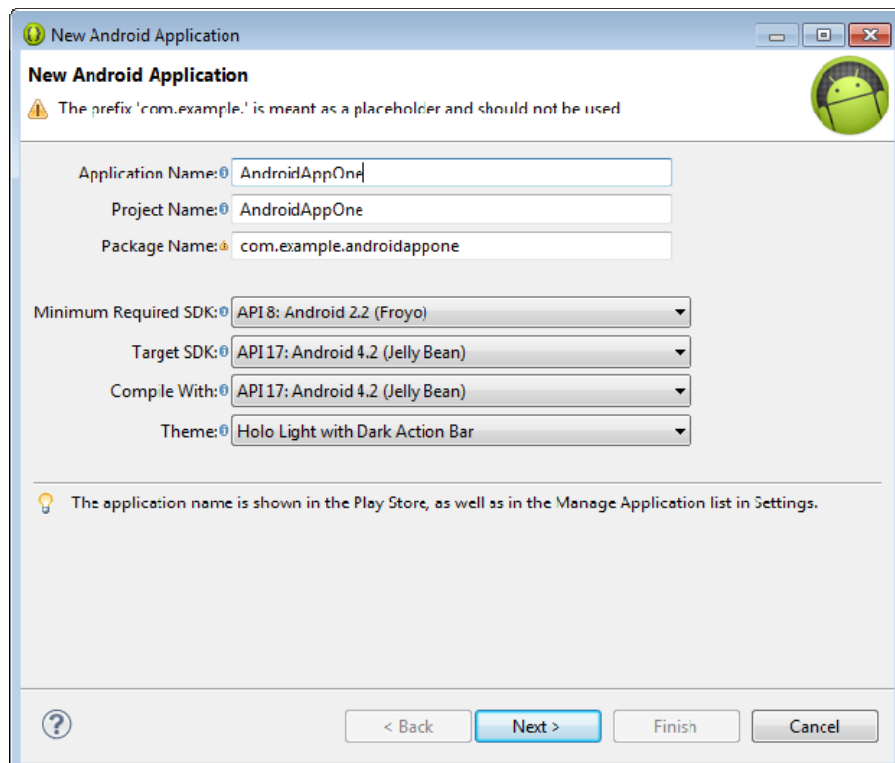 New Android Application
New Android Application
The prefix 'com.example.' is meant as a placeholder and should not be used
Application Name: AndroidAppOne
Project Name: AndroidAppOne
Package Name: com.example.androidappone
Minimum Required SDK: API 8: Android 2.2 (Froyo)
Target SDK: API 17: Android 4.2 (Jelly Bean)
Compile With: API 17: Android 4.2 (Jelly Bean)
Theme: Holo Light with Dark Action Bar
The application name is shown in the Play Store, as well as in the Manage Application list in Settings.
? < Back Next > Finish Cancel